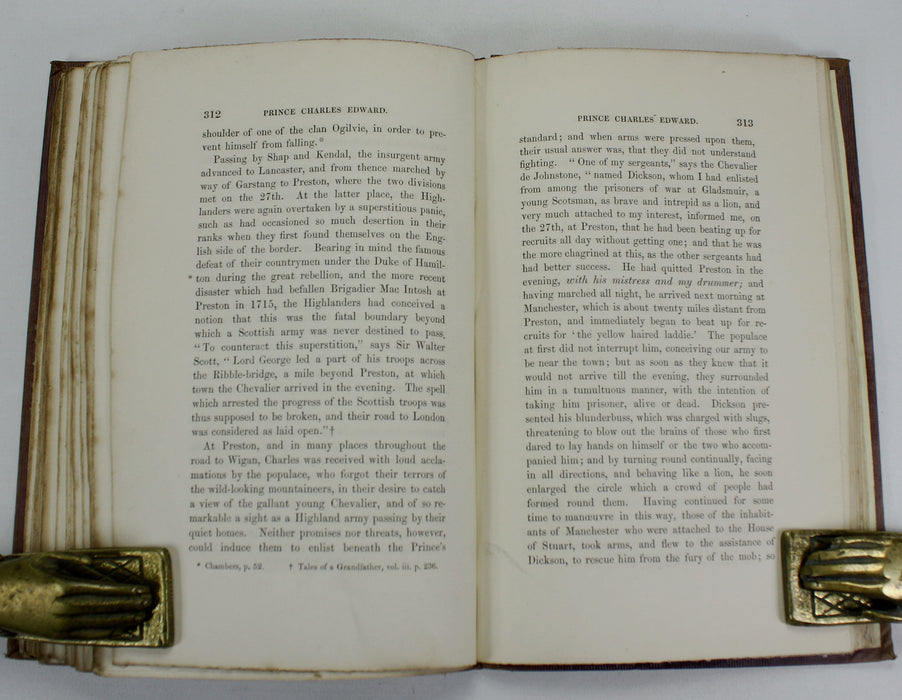 312 PRINCE CHARLES EDWARD.
shoulder of one of the clan Ogilvie, in order to pre-
vent himself from falling.*
Passing by Shap and Kendal, the insurgent army
advanced to Lancaster, and from thence marched by
way of Garstang to Preston, where the two divisions
met on the 27th. At the latter place, the High-
landers were again overtaken by a superstitious panic,
such as had occasioned so much desertion in their
ranks when they first found themselves on the Eng-
lish side of the border. Bearing in mind the famous
defeat of their countrymen under the Duke of Hamil-
* ton during the great rebellion, and the more recent
disaster which had befallen Brigadier Mac Intosh at
Preston in 1715, the Highlanders had conceived a
notion that this was the fatal boundary beyond
which a Scottish army was never destined to pass.
"To counteract this superstition," says Sir Walter
Scott, "Lord George led a part of his troops across
the Ribble-bridge, a mile beyond Preston, at which
town the Chevalier arrived in the evening. The spell
which arrested the progress of the Scottish troops was
thus supposed to be broken, and their road to London
was considered as laid open."†
At Preston, and in many places throughout the
road to Wigan, Charles was received with loud accla-
mations by the populace, who forgot their terrors of
the wild-looking mountaineers, in their desire to catch
a view of the gallant young Chevalier, and of so re-
markable a sight as a Highland army passing by their
quiet homes. Neither promises nor threats, however,
could induce them to enlist beneath the Prince's
* Chambers, p. 52. † Tales of a Grandfather, vol. iii. p. 236.
PRINCE CHARLES EDWARD. 313
standard; and when arms were pressed upon them,
their usual answer was, that they did not understand
fighting. "One of my sergeants," says the Chevalier
de Johnstone, "named Dickson, whom I had enlisted
from among the prisoners of war at Gladsmuir, a
young Scotsman, as brave and intrepid as a lion, and
very much attached to my interest, informed me, on
the 27th, at Preston, that he had been beating up for
recruits all day without getting one; and that he was
the more chagrined at this, as the other sergeants had
had better success. He had quitted Preston in the
evening, with his mistress and my drummer; and
having marched all night, he arrived next morning at
Manchester, which is about twenty miles distant from
Preston, and immediately began to beat up for re-
cruits for 'the yellow haired laddie.' The populace
at first did not interrupt him, conceiving our army to
be near the town; but as soon as they knew that it
would not arrive till the evening, they surrounded
him in a tumultuous manner, with the intention of
taking him prisoner, alive or dead. Dickson pre-
sented his blunderbuss, which was charged with slugs,
threatening to blow out the brains of those who first
dared to lay hands on himself or the two who accom-
panied him; and by turning round continually, facing
in all directions, and behaving like a lion, he soon
enlarged the circle which a crowd of people had
formed round them. Having continued for some
time to manœuvre in this way, those of the inhabit-
ants of Manchester who were attached to the House
of Stuart, took arms, and flew to the assistance of
Dickson, to rescue him from the fury of the mob; so